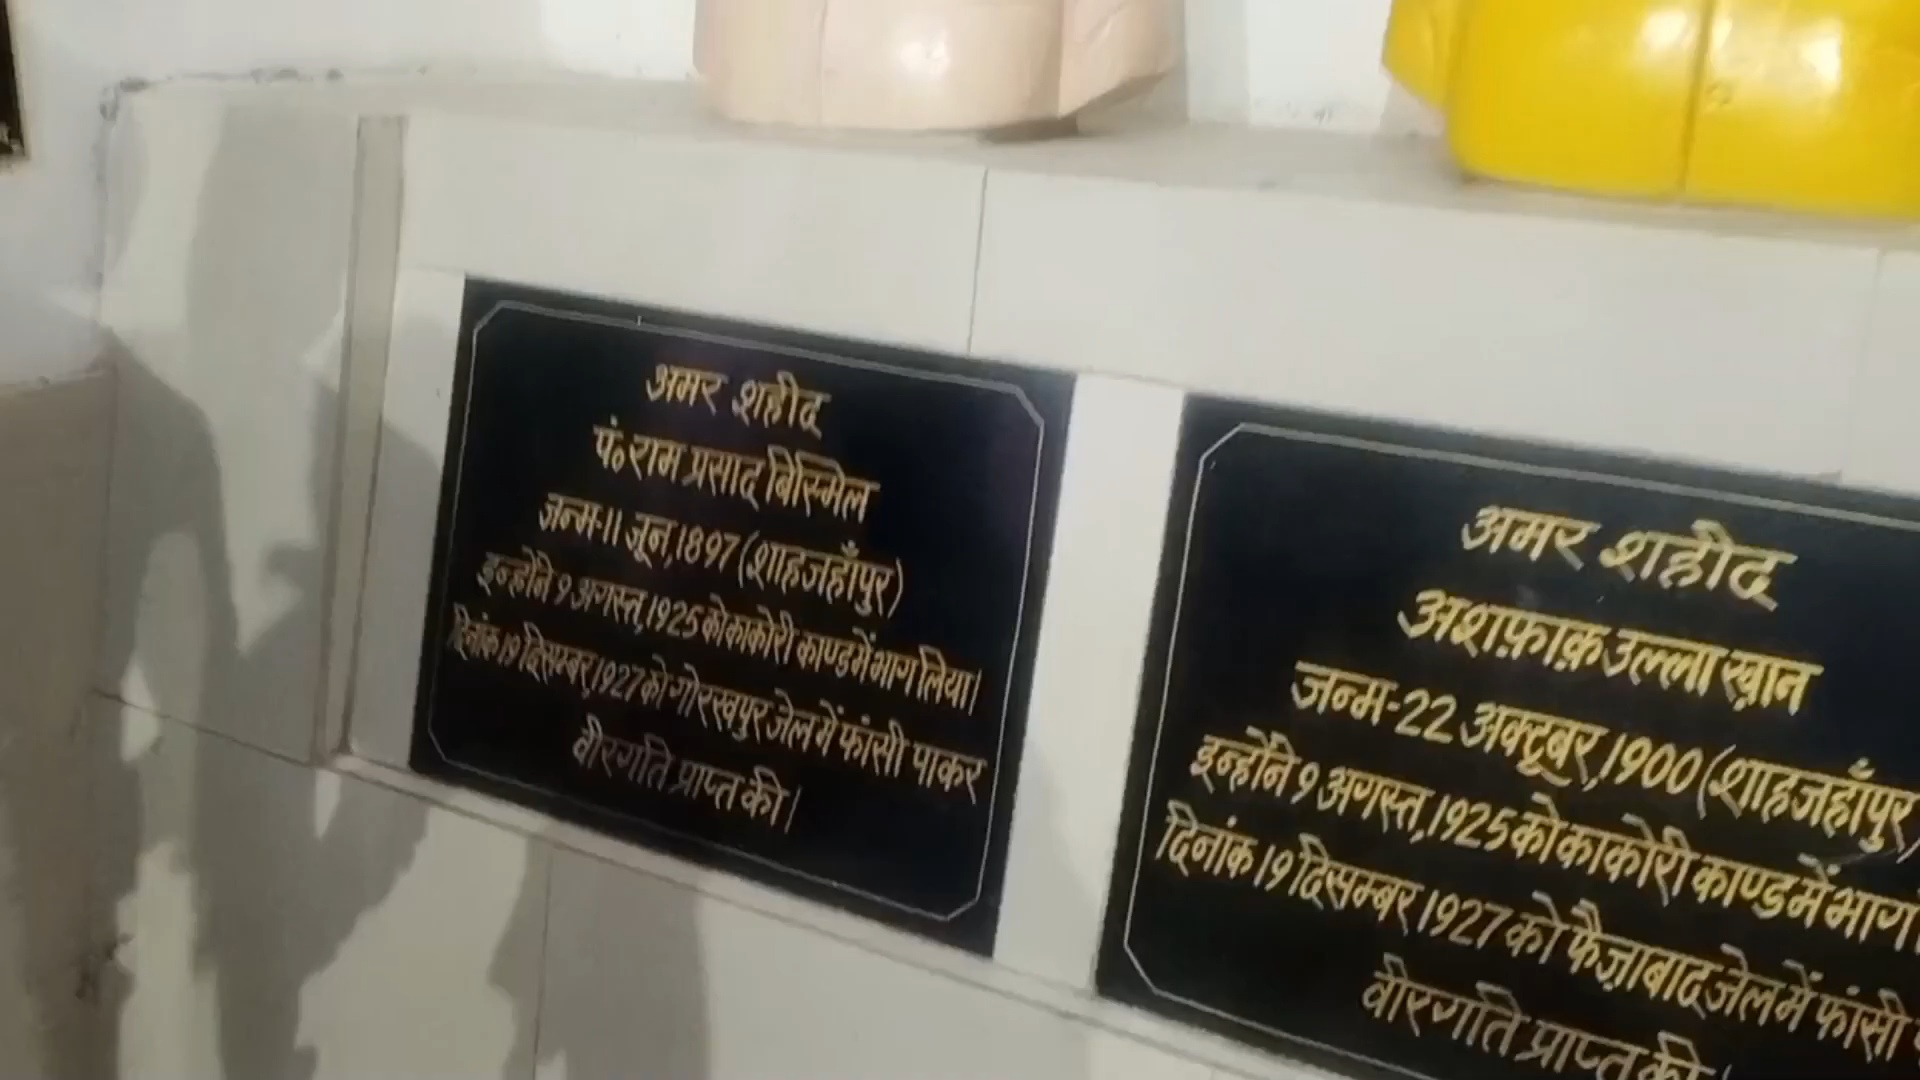 अमर शहीद
पं॰ राम प्रसाद बिस्मिल
जन्म-11 जून,1897 (शाहजहाँपुर)
इन्होंने 9 अगस्त,1925 को काकोरी काण्ड में भाग लिया।
दिनांक 19 दिसम्बर,1927 को गोरखपुर जेल में फांसी पाकर
वीरगति प्राप्त की।
अमर शहीद
अशफ़ाक़ उल्ला ख़ान
जन्म-22 अक्टूबर,1900 (शाहजहाँपुर)
इन्होंने 9 अगस्त,1925 को काकोरी काण्ड में भाग
दिनांक 19 दिसम्बर 1927 को फैज़ाबाद जेल में फांसी
वीरगति प्राप्त की।